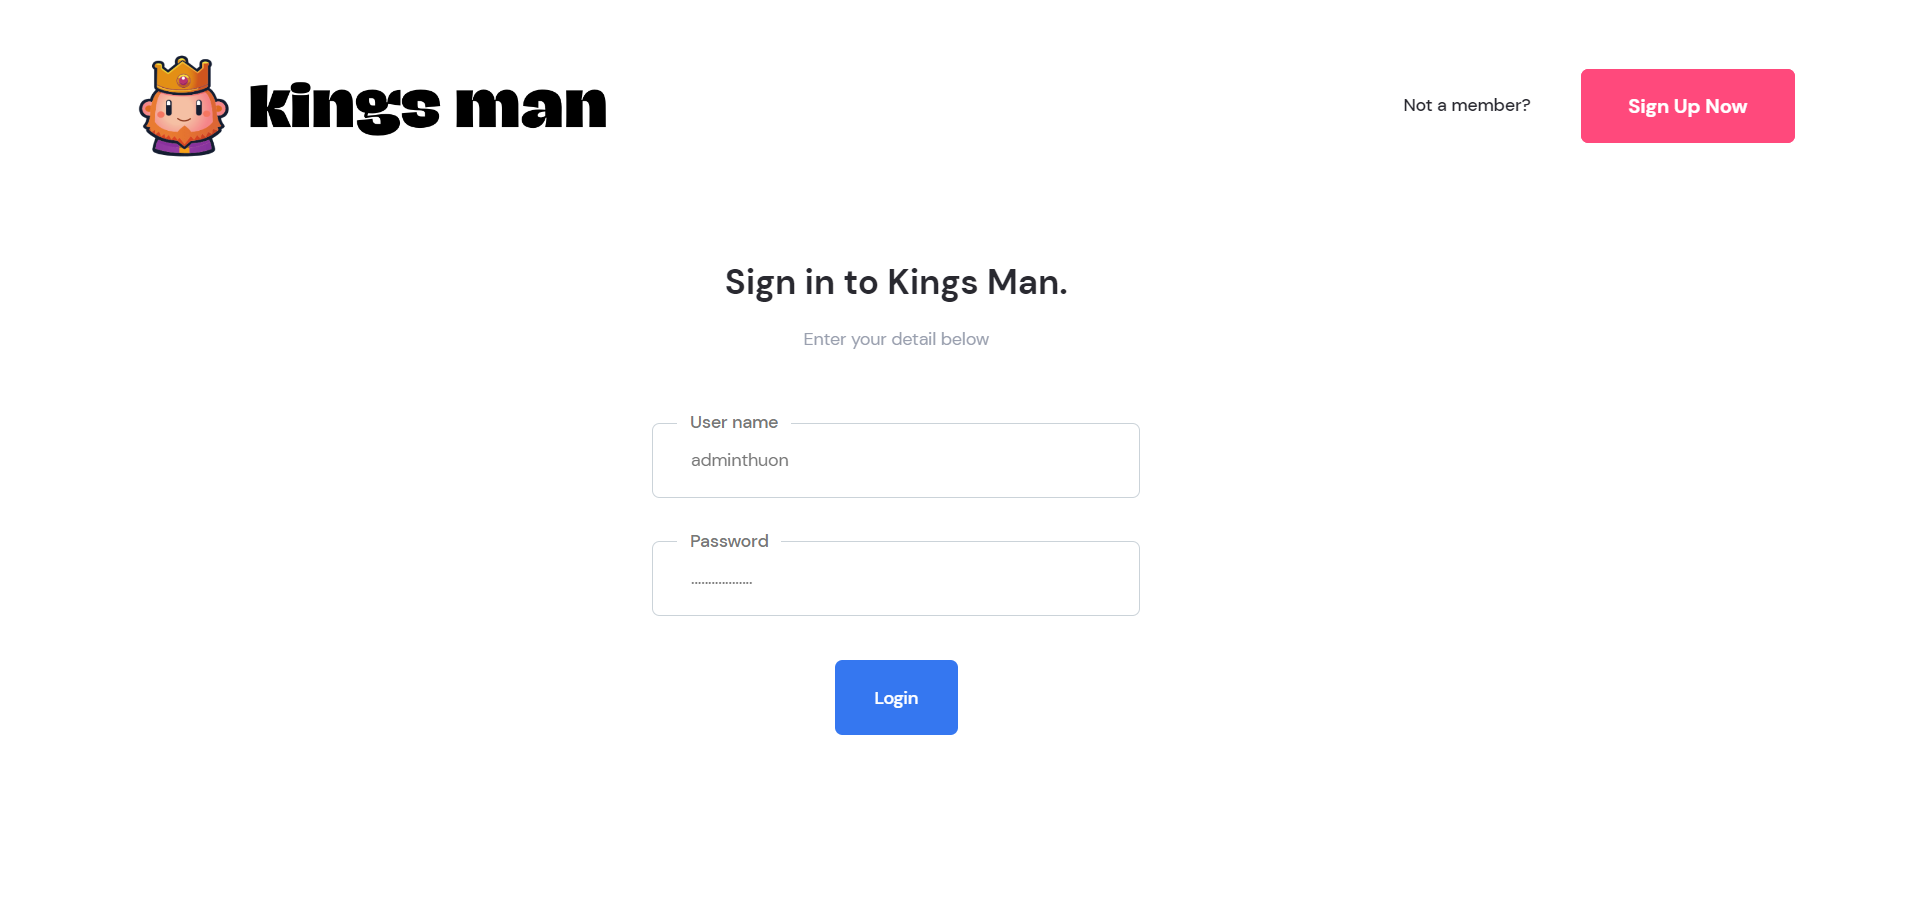 kings man
Not a member?
Sign Up Now
Sign in to Kings Man.
Enter your detail below
User name
adminthuon
Password
..................
Login